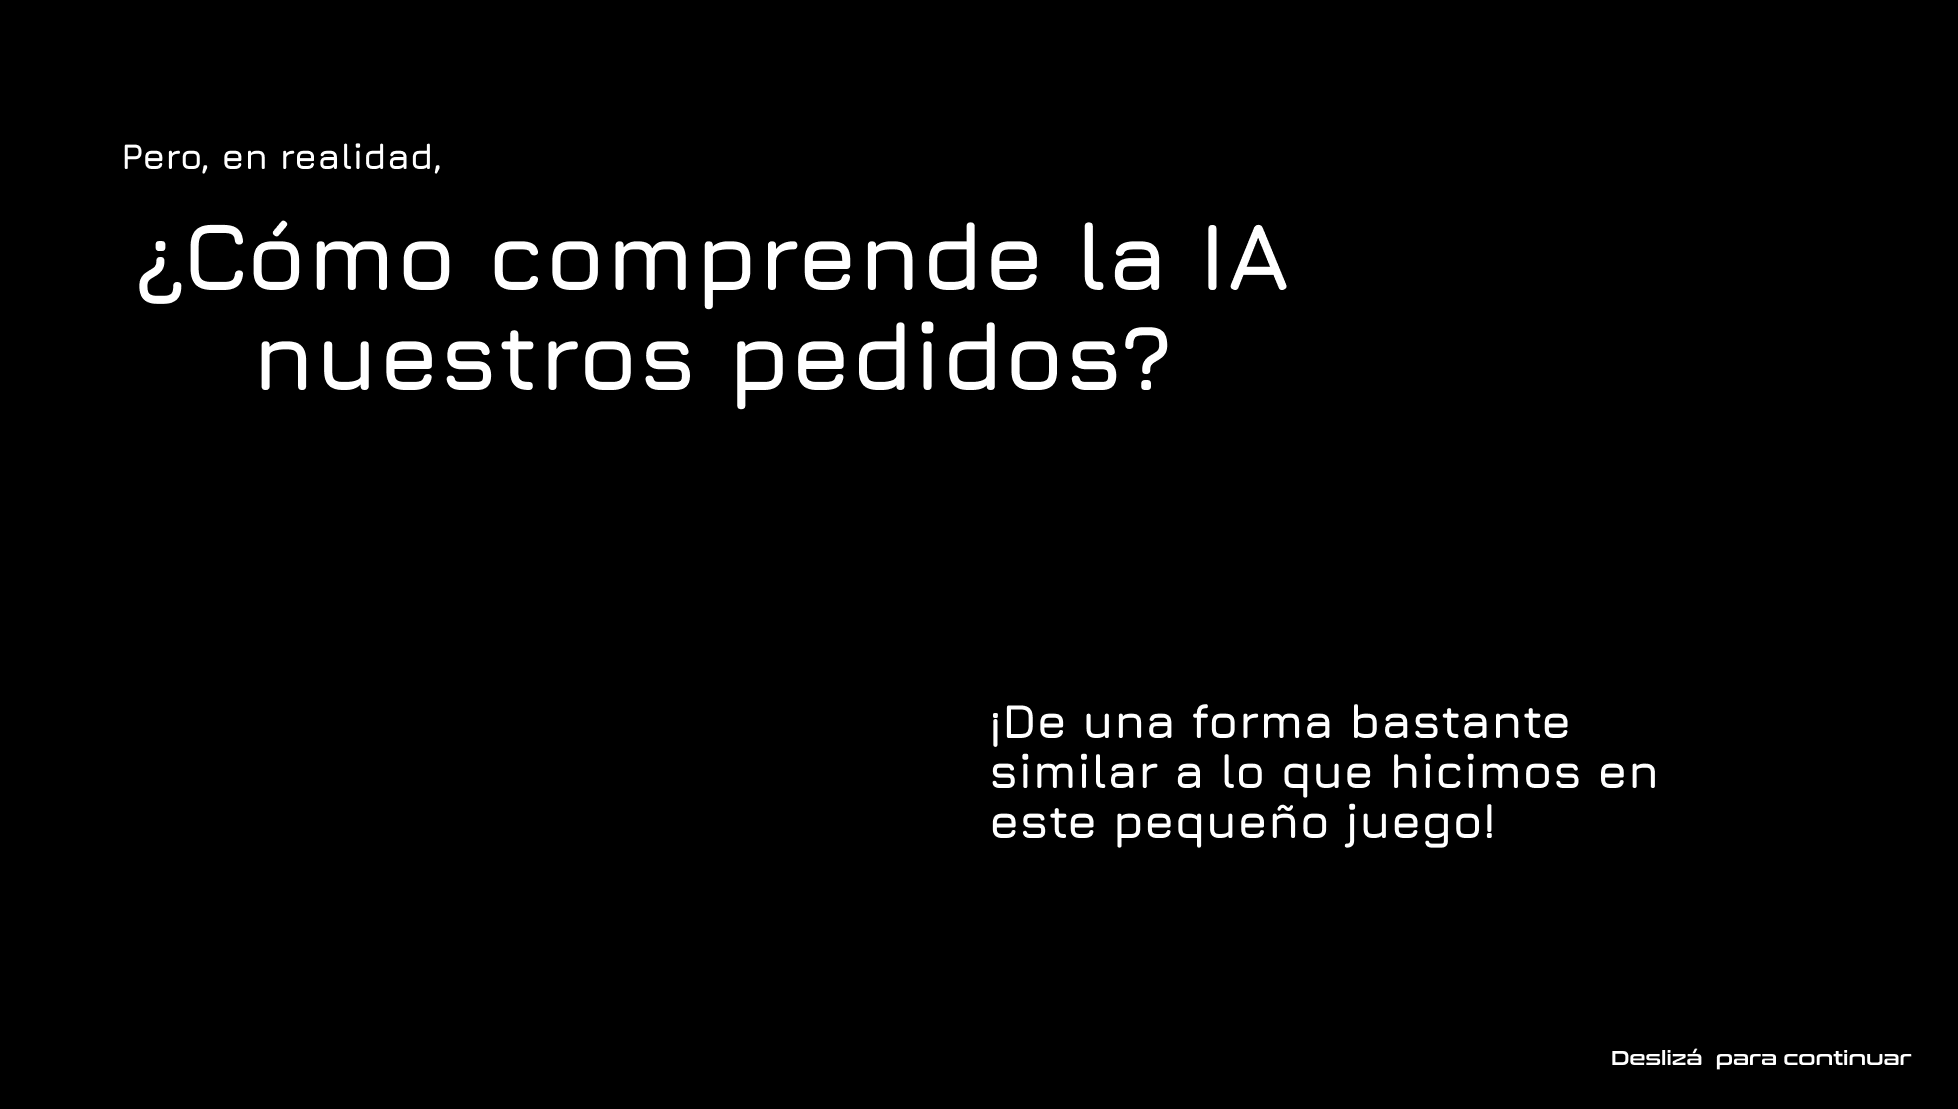 Pero, en realidad,
¿Cómo comprende la IA
nuestros pedidos?
¡De una forma bastante
similar a lo que hicimos en
este pequeño juego!
Deslizá para continuar